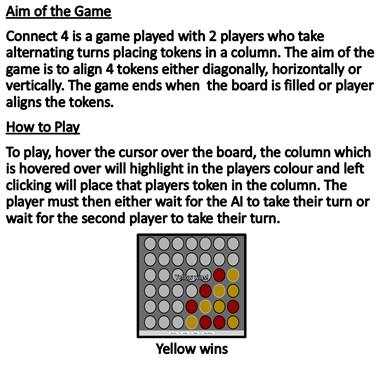 Aim of the Game
Connect 4 is a game played with 2 players who take
alternating turns placing tokens in a column. The aim of the
game is to align 4 tokens either diagonally, horizontally or
vertically. The game ends when the board is filled or player
aligns the tokens.
How to Play
To play, hover the cursor over the board, the column which
is hovered over will highlight in the players colour and left
clicking will place that players token in the column. The
player must then either wait for the AI to take their turn or
wait for the second player to take their turn.
Yellow wins!
Yellow wins